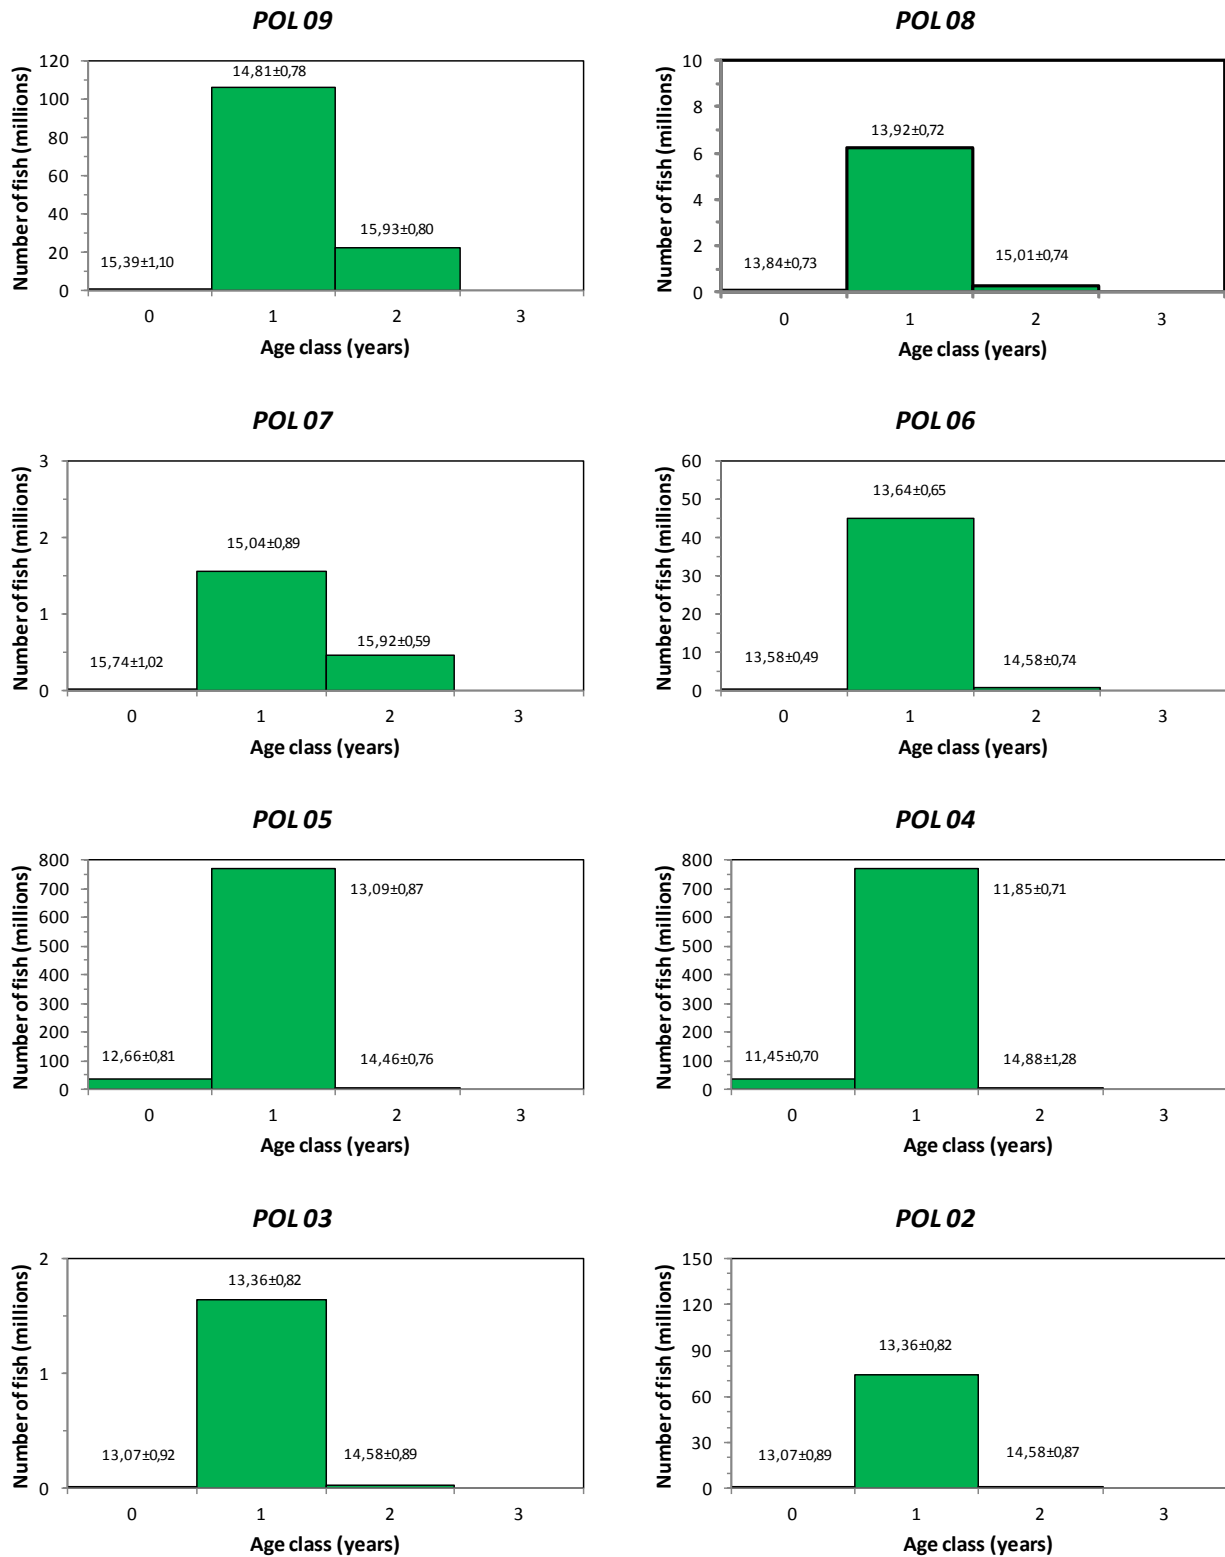 POL 09
Number of fish (millions)
120
100
80
60
40
20
0
14,81±0,78
15,93±0,80
15,39±1,10
0 1 2 3
Age class (years)
POL 08
Number of fish (millions)
10
8
6
4
2
0
13,92±0,72
15,01±0,74
13,84±0,73
0 1 2 3
Age class (years)
POL 07
Number of fish (millions)
3
2
1
0
15,04±0,89
15,92±0,59
15,74±1,02
0 1 2 3
Age class (years)
POL 06
Number of fish (millions)
60
50
45
40
30
20
10
0
13,64±0,65
13,58±0,49
14,58±0,74
0 1 2 3
Age class (years)
POL 05
Number of fish (millions)
800
700
600
500
400
300
200
100
0
13,09±0,87
12,66±0,81
14,46±0,76
0 1 2 3
Age class (years)
POL 04
Number of fish (millions)
800
700
600
500
400
300
200
100
0
11,85±0,71
11,45±0,70
14,88±1,28
0 1 2 3
Age class (years)
POL 03
Number of fish (millions)
2
1
0
13,36±0,82
13,07±0,92
14,58±0,89
0 1 2 3
Age class (years)
POL 02
Number of fish (millions)
150
120
90
60
30
0
13,36±0,82
13,07±0,89
14,58±0,87
0 1 2 3
Age class (years)